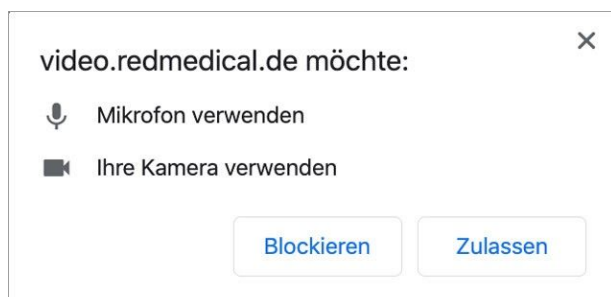 video.redmedical.de möchte:
Mikrofon verwenden
Ihre Kamera verwenden
Blockieren Zulassen